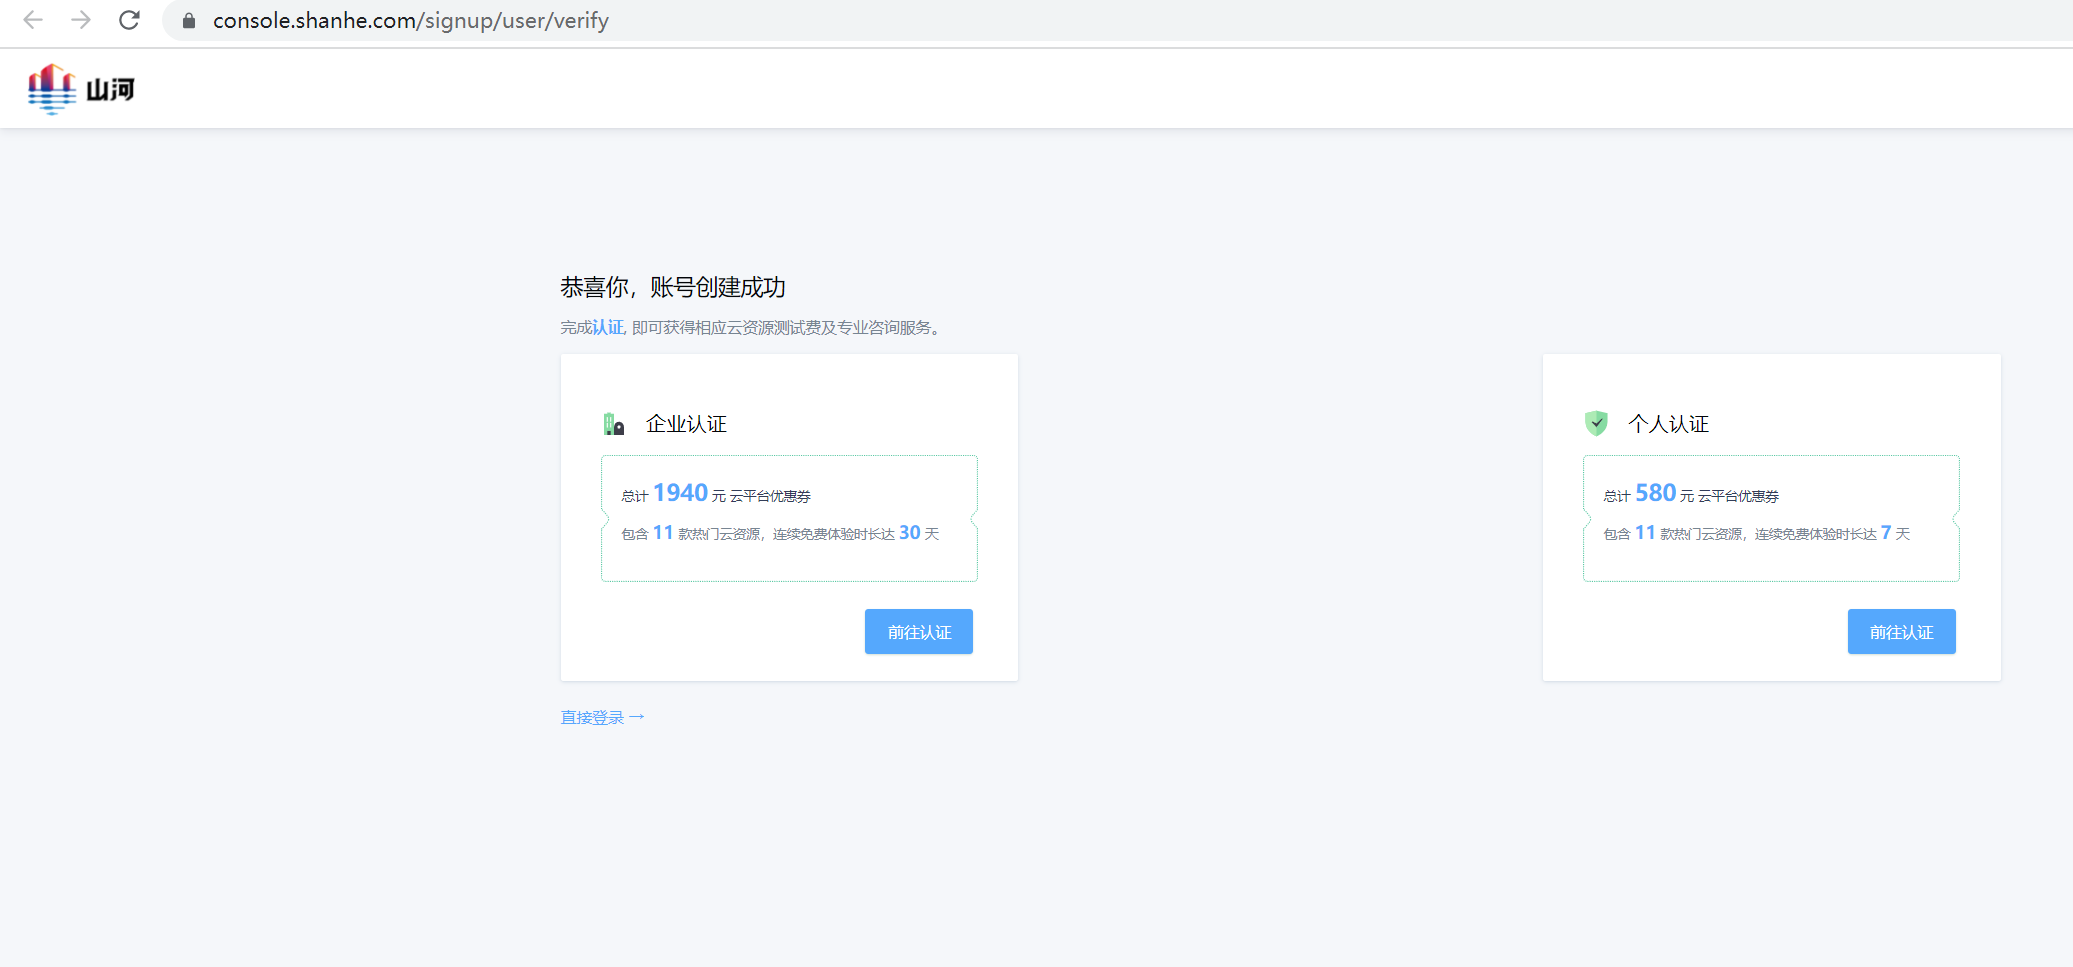 console.shanhe.com/signup/user/verify
山河
恭喜你，账号创建成功
完成认证, 即可获得相应云资源测试费及专业咨询服务。
企业认证
总计 1940 元 云平台优惠券
包含 11 款热门云资源，连续免费体验时长达 30 天
前往认证
个人认证
总计 580 元 云平台优惠券
包含 11 款热门云资源，连续免费体验时长达 7 天
前往认证
直接登录 →